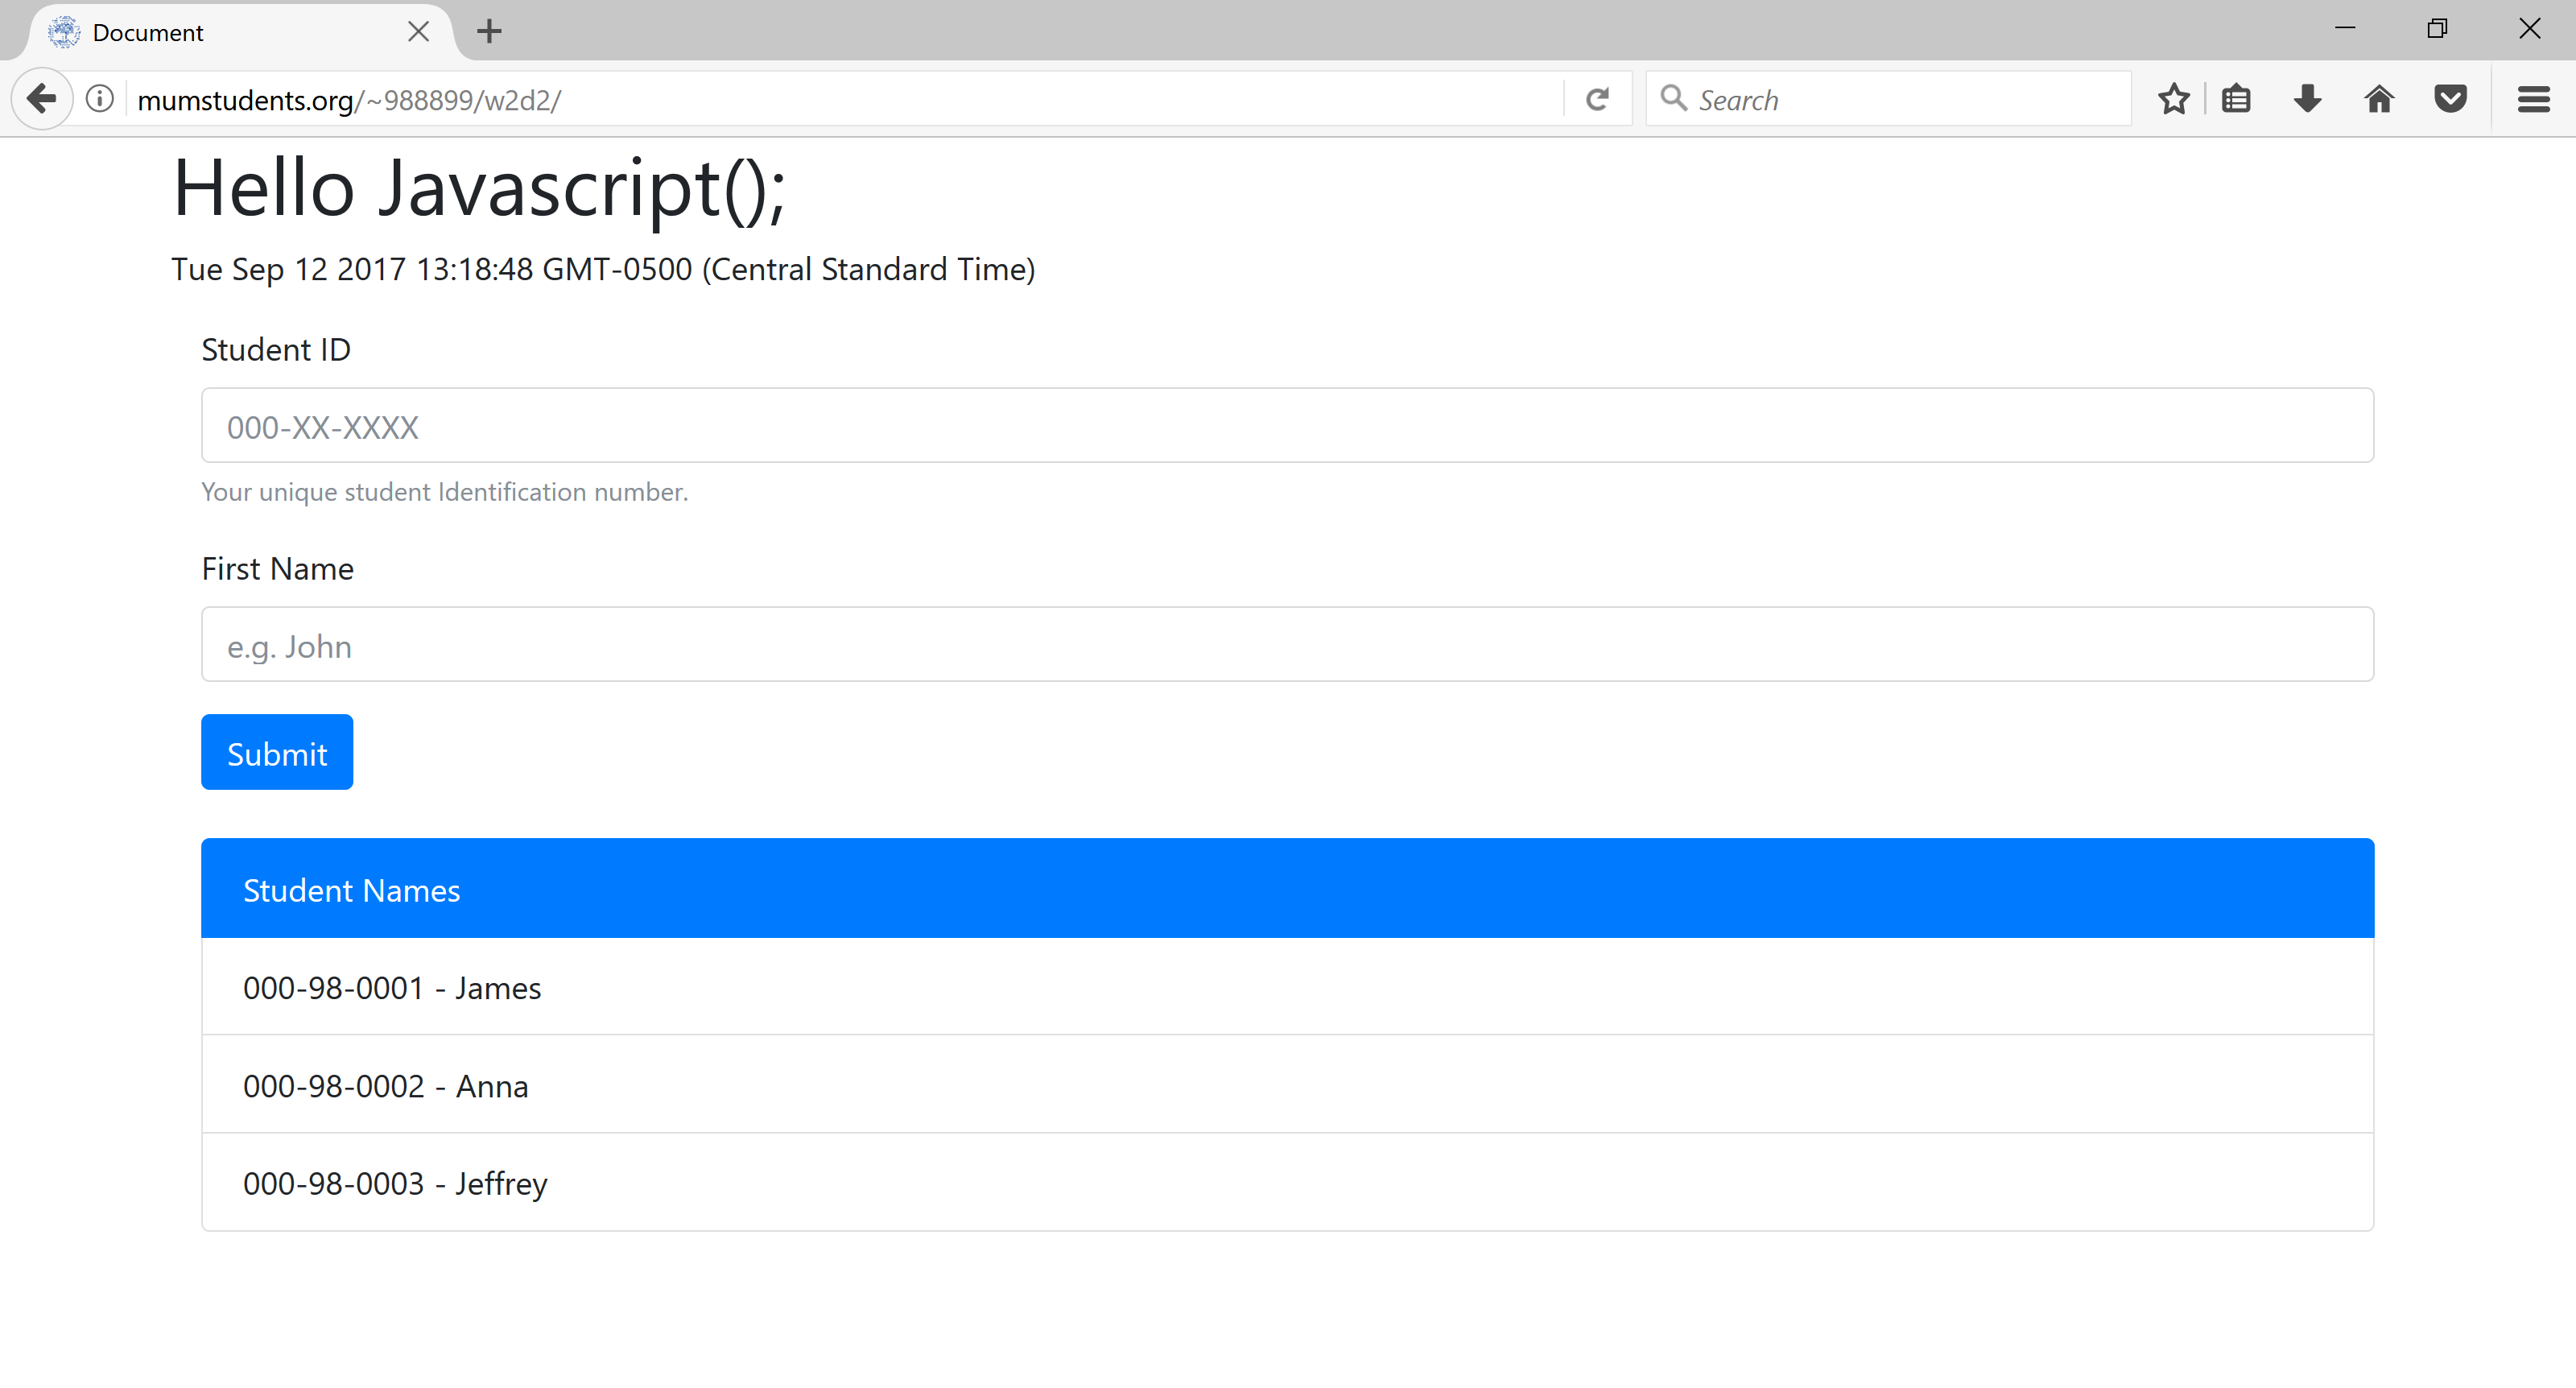 Document
mumstudents.org/~988899/w2d2/
Search
Hello Javascript();
Tue Sep 12 2017 13:18:48 GMT-0500 (Central Standard Time)
Student ID
000-XX-XXXX
Your unique student Identification number.
First Name
e.g. John
Submit
Student Names
000-98-0001 - James
000-98-0002 - Anna
000-98-0003 - Jeffrey